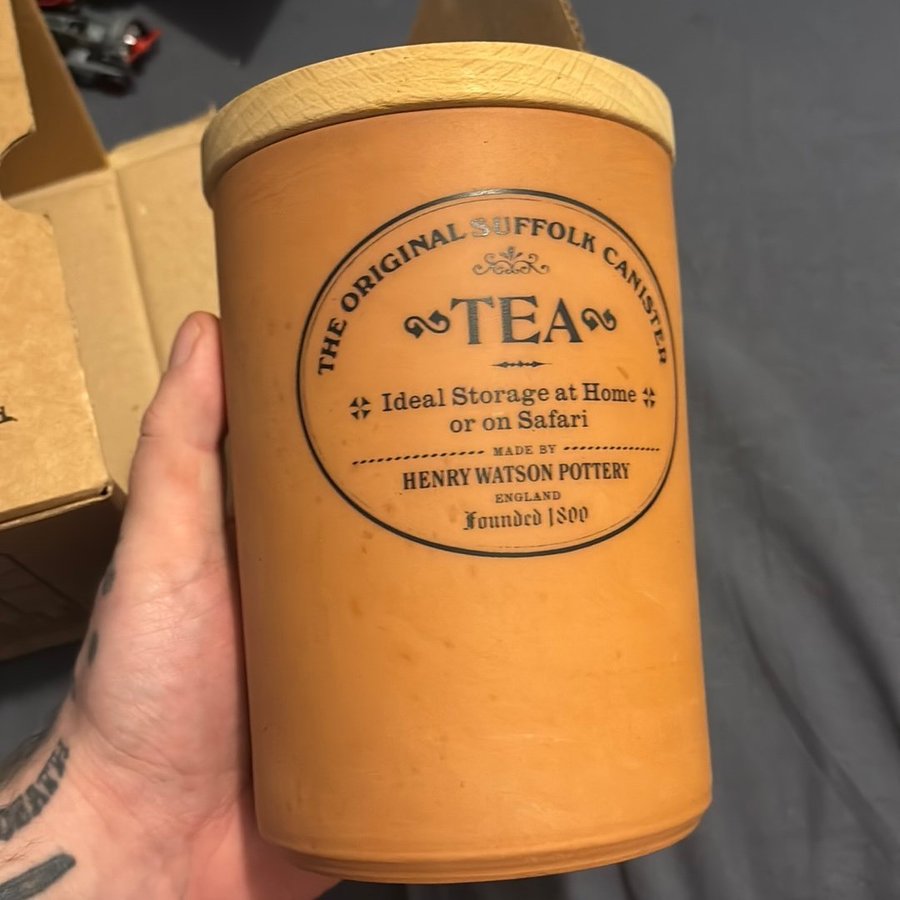 THE ORIGINAL SUFFOLK CANISTER
TEA
Ideal Storage at Home
or on Safari
MADE BY
HENRY WATSON POTTERY
ENGLAND
Founded 1800